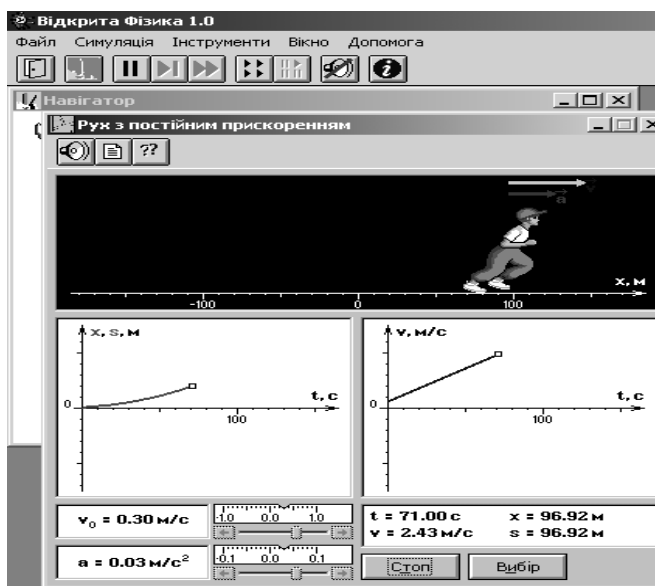 Відкрита Фізика 1.0
Файл Симуляція Інструменти Вікно Допомога
Навігатор
Рух з постійним прискоренням
??
v
a
x, м
-100 0 100
x, s, м
v, м/с
t, с
t, с
0
0
100
100
v₀ = 0.30 м/с
-1.0 0.0 1.0
t = 71.00 с x = 96.92 м
v = 2.43 м/с s = 96.92 м
a = 0.03 м/с²
-0.1 0.0 0.1
Стоп
Вибір